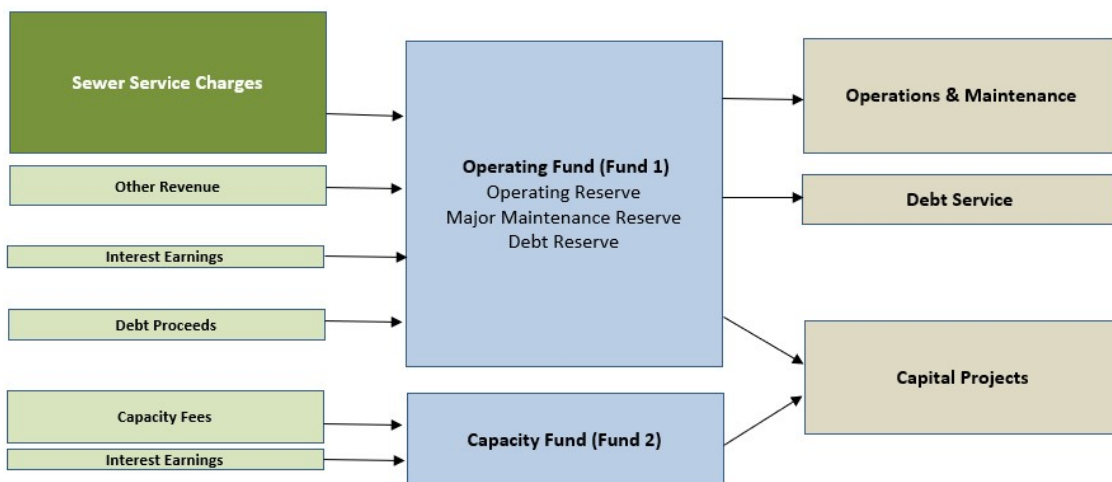 Sewer Service Charges
Other Revenue
Interest Earnings
Debt Proceeds
Capacity Fees
Interest Earnings
Operating Fund (Fund 1)
Operating Reserve
Major Maintenance Reserve
Debt Reserve
Capacity Fund (Fund 2)
Operations & Maintenance
Debt Service
Capital Projects